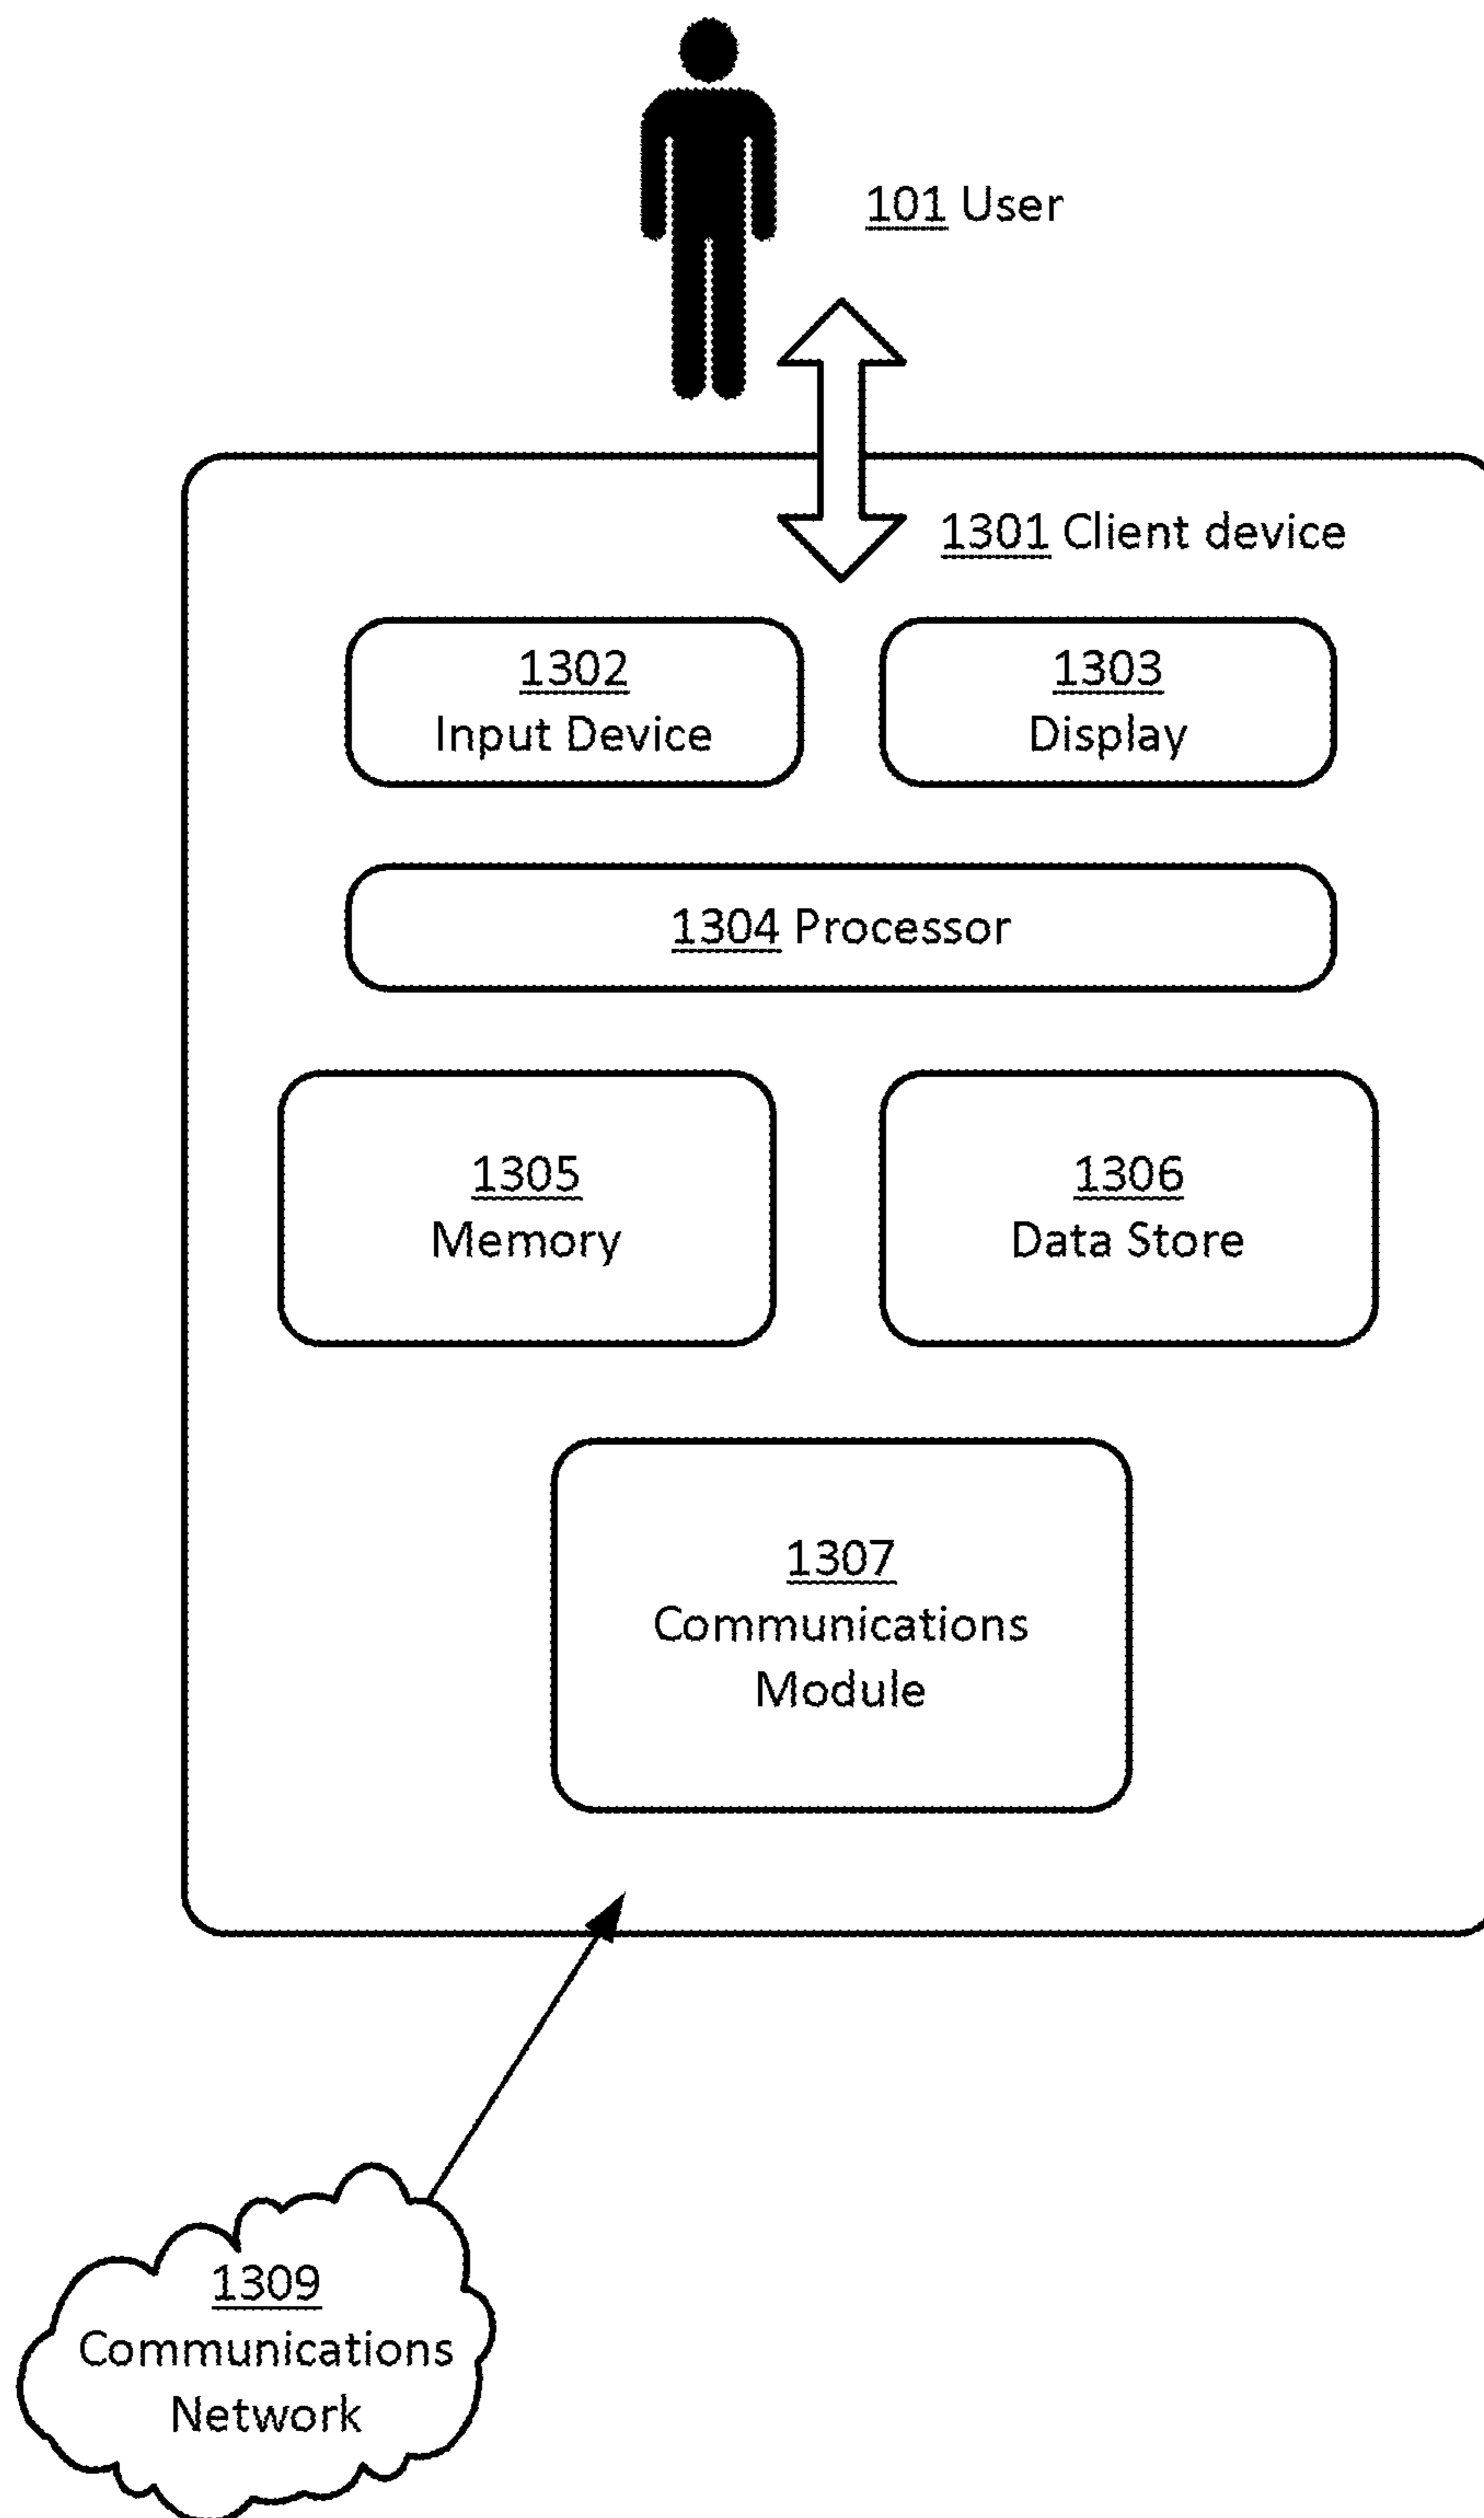 101 User
1301 Client device
1302
Input Device
1303
Display
1304 Processor
1305
Memory
1306
Data Store
1307
Communications
Module
1309
Communications
Network